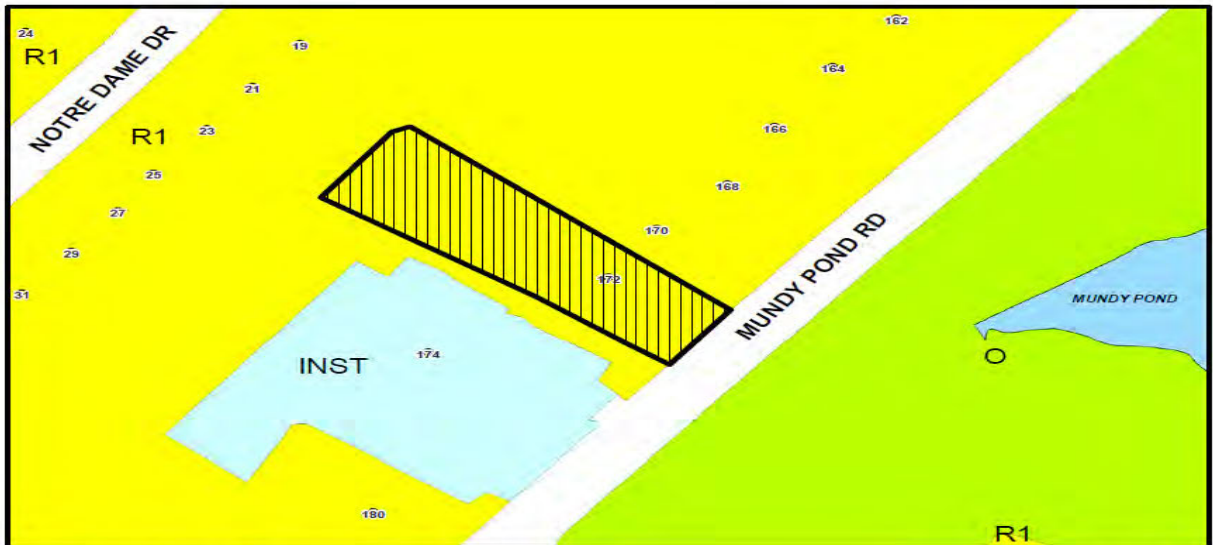 24
R1
NOTRE DAME DR
19
21
R1
23
25
27
29
31
162
164
166
168
170
172
MUNDY POND RD
MUNDY POND
O
174
INST
180
R1